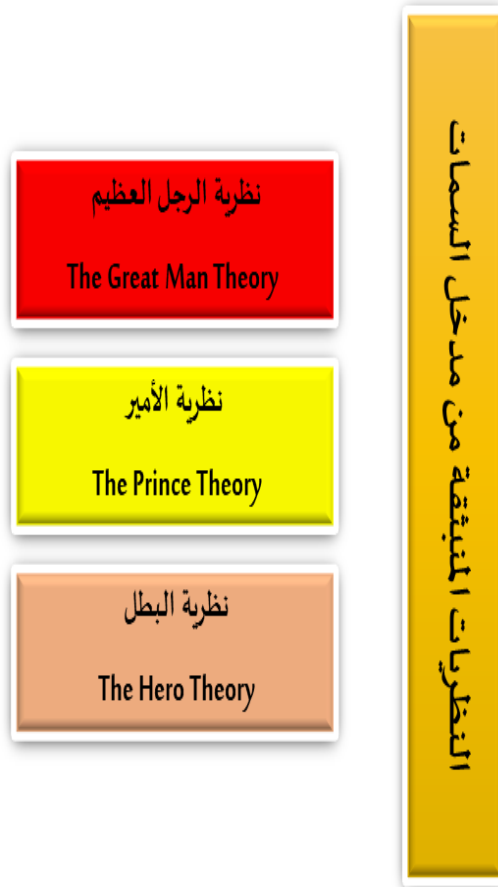 النظريات المنبثقة من مدخل السمات
نظرية الرجل العظيم
The Great Man Theory
نظرية الأمير
The Prince Theory
نظرية البطل
The Hero Theory